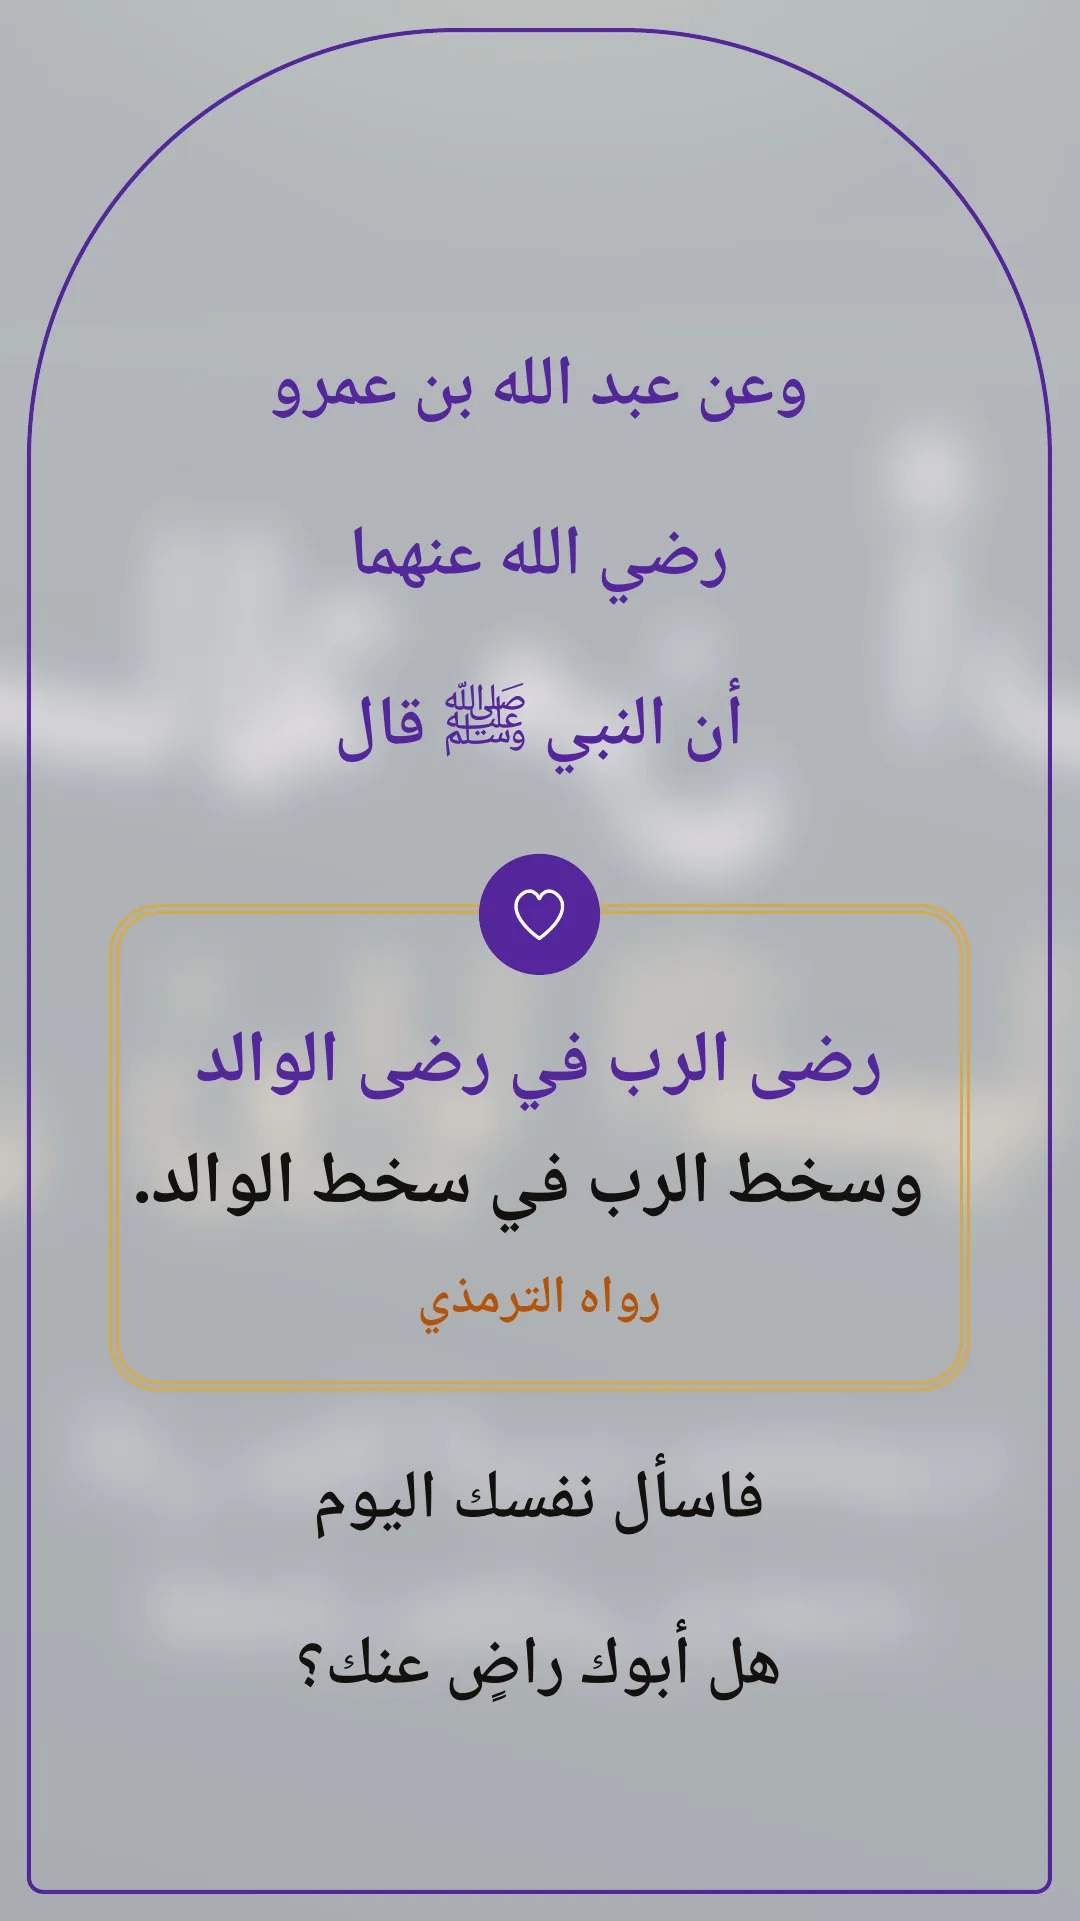 وعن عبد الله بن عمرو
رضي الله عنهما
أن النبي ﷺ قال
رضى الرب في رضى الوالد
وسخط الرب في سخط الوالد.
رواه الترمذي
فاسأل نفسك اليوم
هل أبوك راضٍ عنك؟